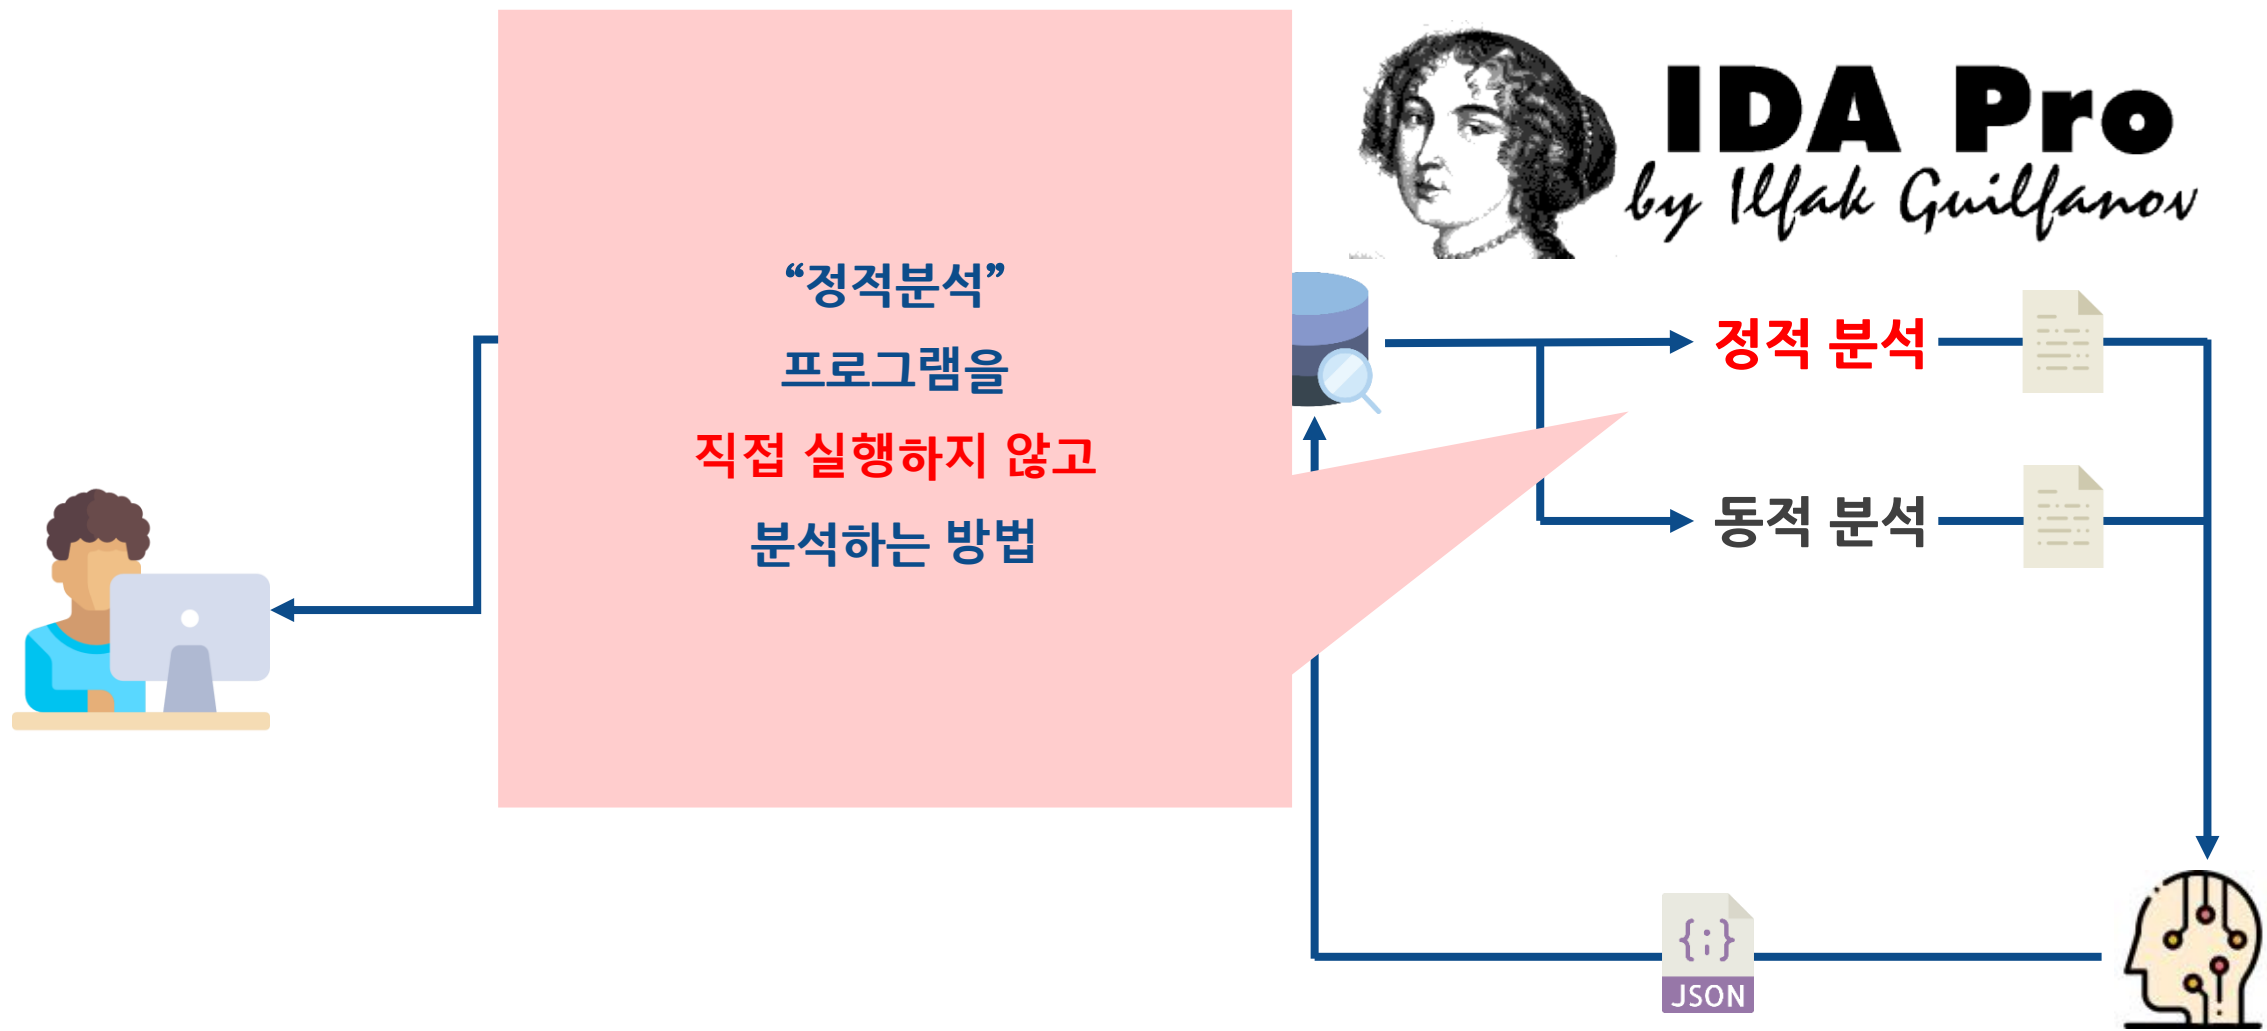 IDA Pro
by Ilfak Guilfanov
“정적분석”
프로그램을
직접 실행하지 않고
분석하는 방법
정적 분석
동적 분석
{;}
JSON